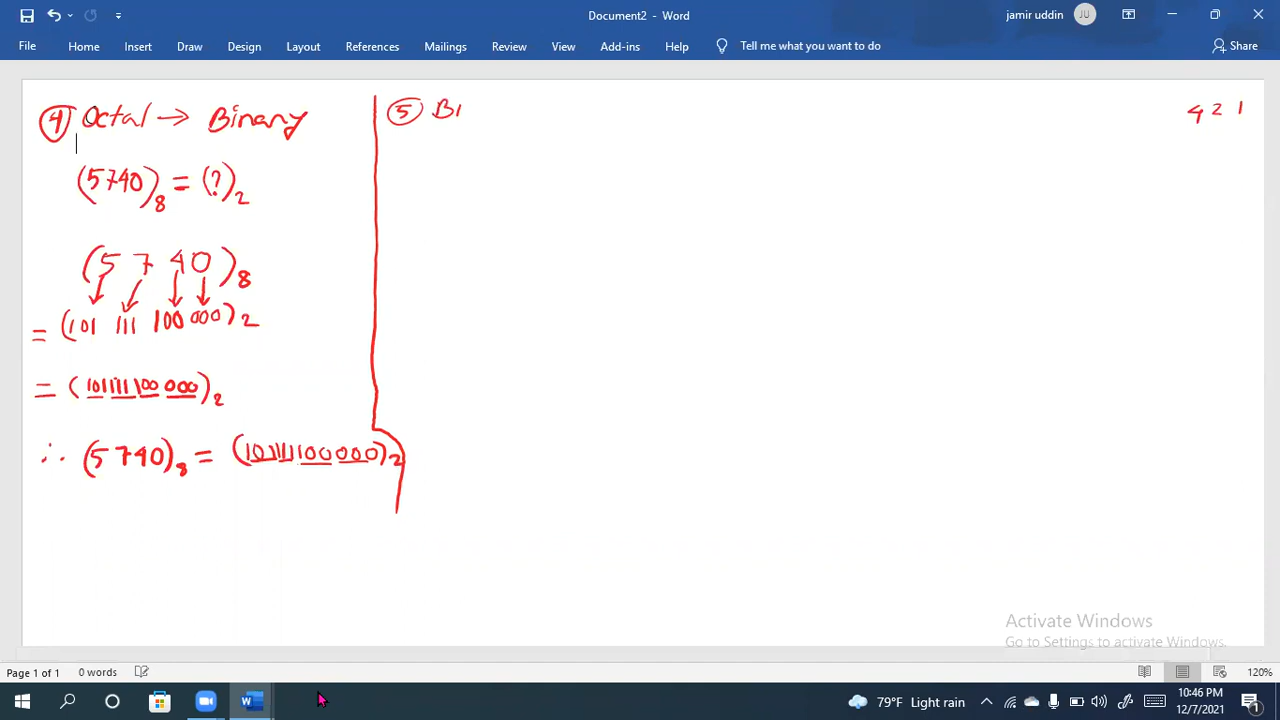 Document2 - Word
jamir uddin
JU
File Home Insert Draw Design Layout References Mailings Review View Add-ins Help Tell me what you want to do Share
④ Octal → Binary
(5740)₈ = (?)₂
(5 7 4 0)₈
= (101 111 100 000)₂
= (101111100000)₂
∴ (5740)₈ = (101111100000)₂
⑤ BI
4 2 1
Activate Windows
Go to Settings to activate Windows.
Page 1 of 1 0 words 120%
79°F Light rain
10:46 PM
12/7/2021
1